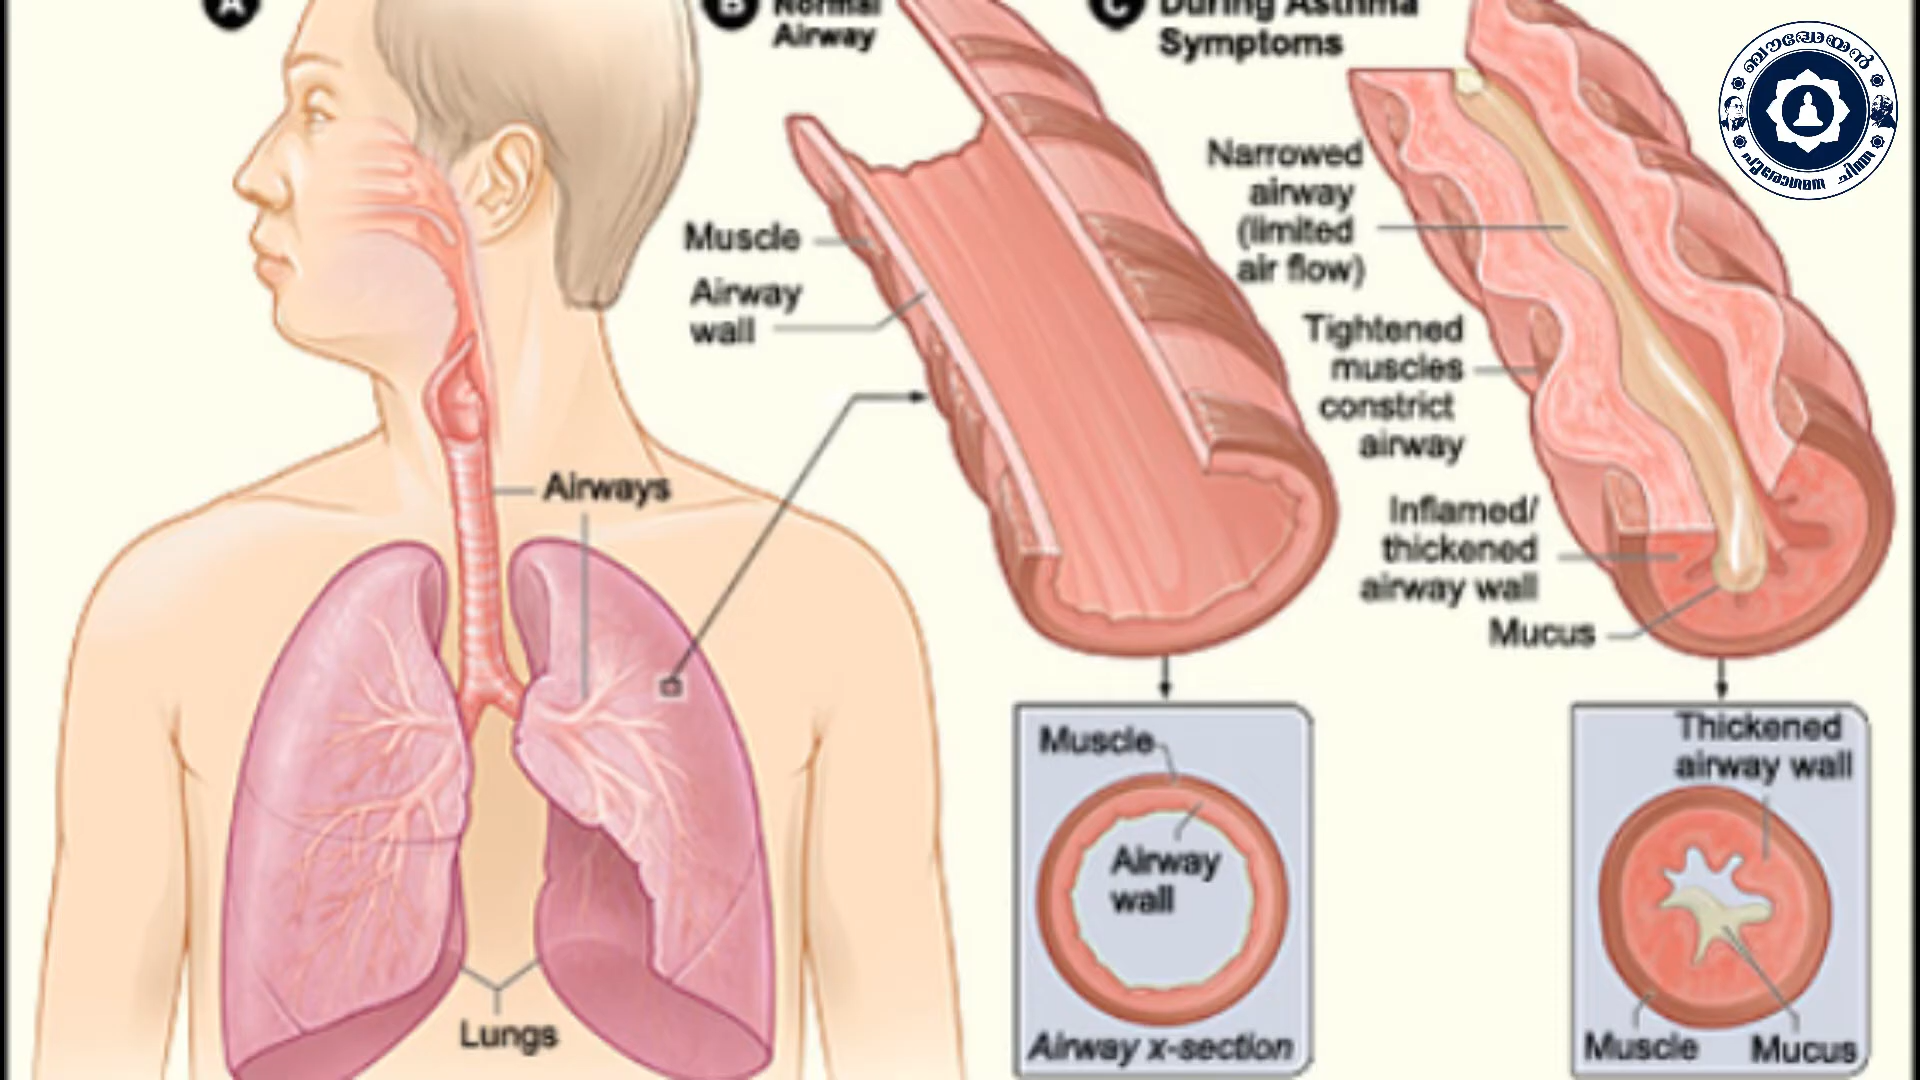 A
B Normal
Airway
C During Asthma
Symptoms
Muscle
Airway
wall
Airways
Lungs
Narrowed
airway
(limited
air flow)
Tightened
muscles
constrict
airway
Inflamed/
thickened
airway wall
Mucus
Muscle
Airway
wall
Airway x-section
Thickened
airway wall
Muscle
Mucus